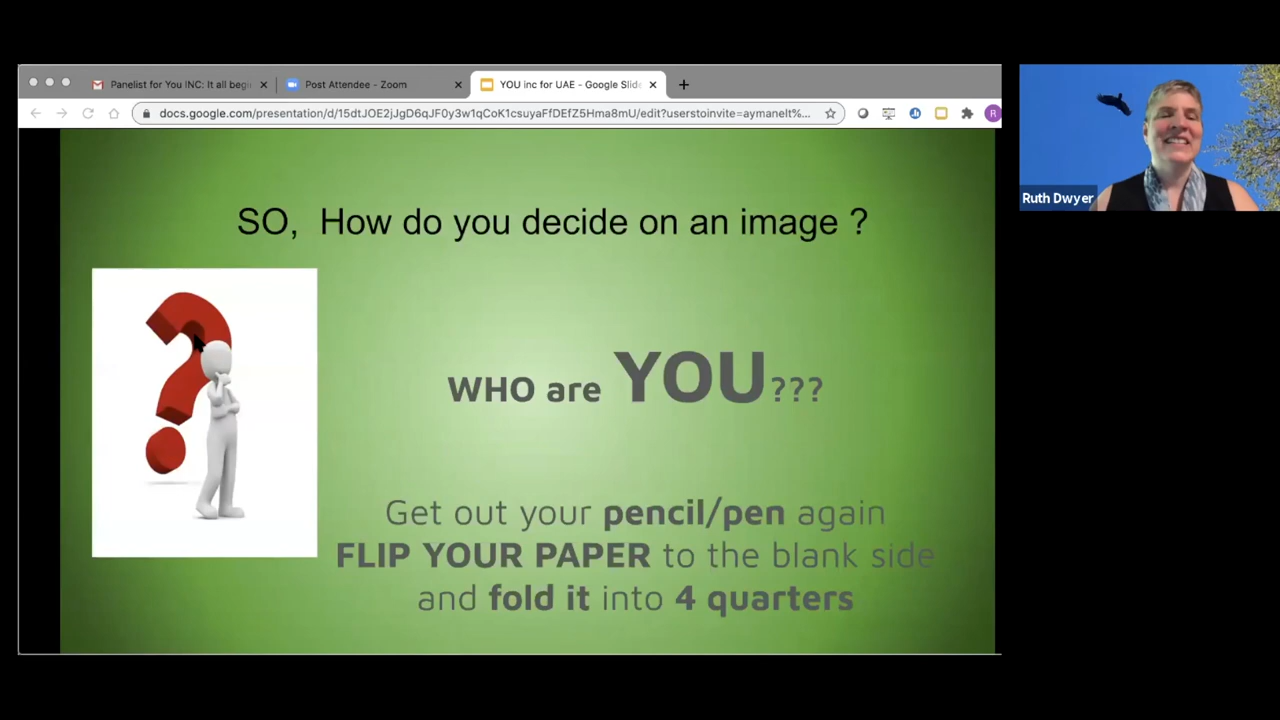 Panelist for You INC: It all begi
Post Attendee - Zoom
YOU inc for UAE - Google Slide
docs.google.com/presentation/d/15dtJOE2jJgD6qJF0y3w1qCoK1csuyaFfDEfZ5Hma8mU/edit?userstoinvite=aymanelt%...
R
Ruth Dwyer
SO, How do you decide on an image ?
WHO are YOU???
Get out your pencil/pen again
FLIP YOUR PAPER to the blank side
and fold it into 4 quarters